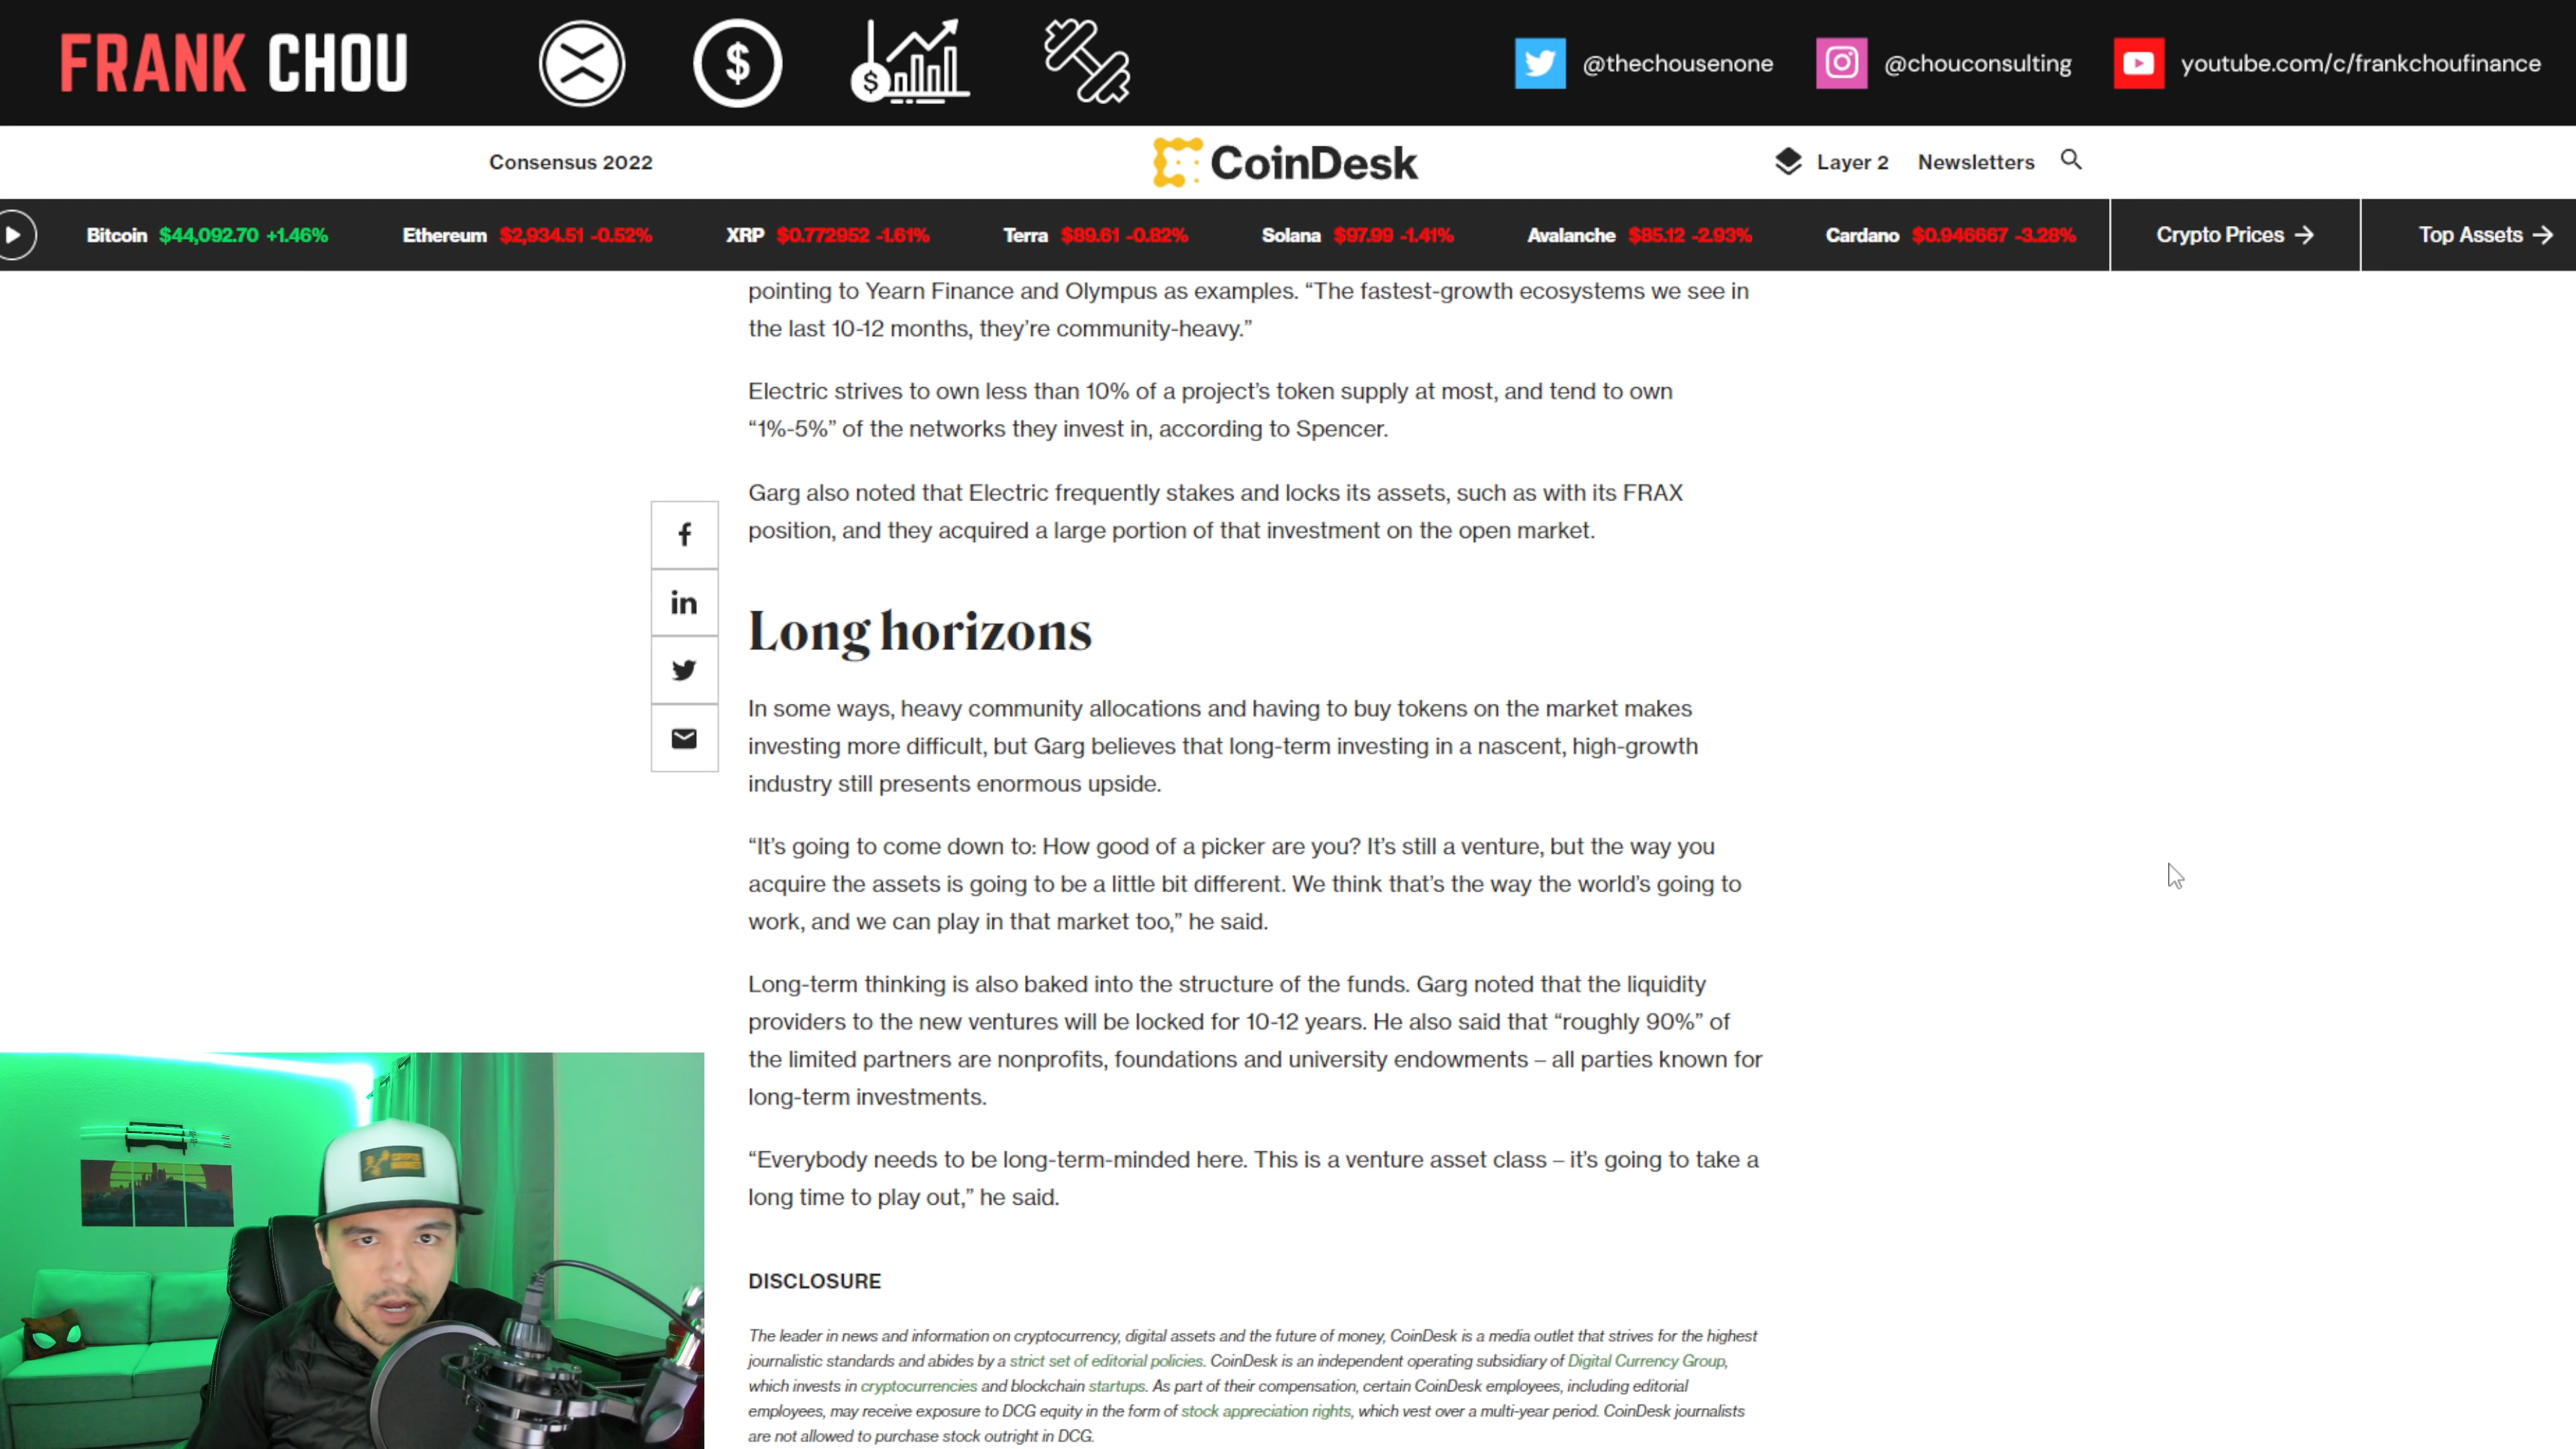 FRANK CHOU
@thechousenone
@chouconsulting
youtube.com/c/frankchoufinance
Consensus 2022
CoinDesk
Layer 2
Newsletters
Bitcoin $44,092.70 +1.46%
Ethereum $2,934.51 -0.52%
XRP $0.772952 -1.61%
Terra $89.61 -0.82%
Solana $97.99 -1.41%
Avalanche $85.12 -2.93%
Cardano $0.946667 -3.28%
Crypto Prices →
Top Assets →
pointing to Yearn Finance and Olympus as examples. “The fastest-growth ecosystems we see in
the last 10-12 months, they’re community-heavy.”
Electric strives to own less than 10% of a project’s token supply at most, and tend to own
“1%-5%” of the networks they invest in, according to Spencer.
Garg also noted that Electric frequently stakes and locks its assets, such as with its FRAX
position, and they acquired a large portion of that investment on the open market.
Long horizons
In some ways, heavy community allocations and having to buy tokens on the market makes
investing more difficult, but Garg believes that long-term investing in a nascent, high-growth
industry still presents enormous upside.
“It’s going to come down to: How good of a picker are you? It’s still a venture, but the way you
acquire the assets is going to be a little bit different. We think that’s the way the world’s going to
work, and we can play in that market too,” he said.
Long-term thinking is also baked into the structure of the funds. Garg noted that the liquidity
providers to the new ventures will be locked for 10-12 years. He also said that “roughly 90%” of
the limited partners are nonprofits, foundations and university endowments – all parties known for
long-term investments.
“Everybody needs to be long-term-minded here. This is a venture asset class – it’s going to take a
long time to play out,” he said.
DISCLOSURE
The leader in news and information on cryptocurrency, digital assets and the future of money, CoinDesk is a media outlet that strives for the highest
journalistic standards and abides by a strict set of editorial policies. CoinDesk is an independent operating subsidiary of Digital Currency Group,
which invests in cryptocurrencies and blockchain startups. As part of their compensation, certain CoinDesk employees, including editorial
employees, may receive exposure to DCG equity in the form of stock appreciation rights, which vest over a multi-year period. CoinDesk journalists
are not allowed to purchase stock outright in DCG.